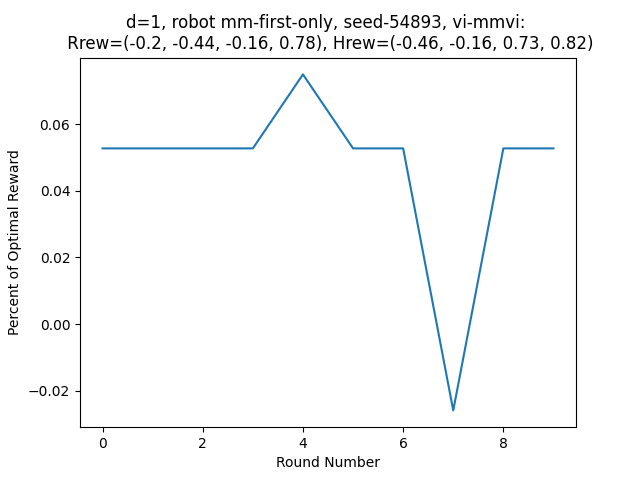 d=1, robot mm-first-only, seed-54893, vi-mmvi:
Rrew=(-0.2, -0.44, -0.16, 0.78), Hrew=(-0.46, -0.16, 0.73, 0.82)
Percent of Optimal Reward
0.06
0.04
0.02
0.00
−0.02
0 2 4 6 8
Round Number